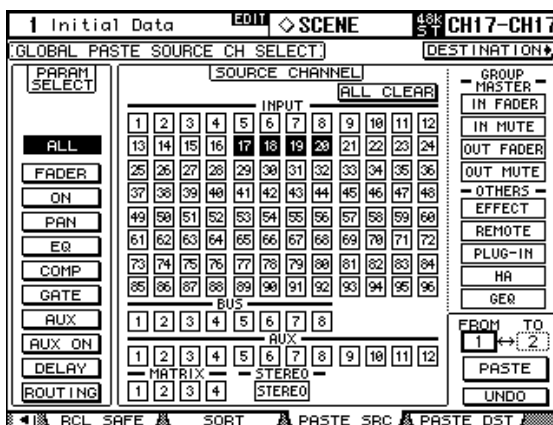 1 Initial Data EDIT ◇SCENE 48K ST CH17-CH17
GLOBAL PASTE SOURCE CH SELECT DESTINATION
PARAM SELECT
ALL
FADER
ON
PAN
EQ
COMP
GATE
AUX
AUX ON
DELAY
ROUTING
SOURCE CHANNEL
ALL CLEAR
INPUT
1 2 3 4 5 6 7 8 9 10 11 12
13 14 15 16 17 18 19 20 21 22 23 24
25 26 27 28 29 30 31 32 33 34 35 36
37 38 39 40 41 42 43 44 45 46 47 48
49 50 51 52 53 54 55 56 57 58 59 60
61 62 63 64 65 66 67 68 69 70 71 72
73 74 75 76 77 78 79 80 81 82 83 84
85 86 87 88 89 90 91 92 93 94 95 96
BUS
1 2 3 4 5 6 7 8
AUX
1 2 3 4 5 6 7 8 9 10 11 12
MATRIX STEREO
1 2 3 4 STEREO
GROUP MASTER
IN FADER
IN MUTE
OUT FADER
OUT MUTE
OTHERS
EFFECT
REMOTE
PLUG-IN
HA
GEQ
FROM TO
1 ↔ 2
PASTE
UNDO
RCL SAFE SORT PASTE SRC PASTE DST